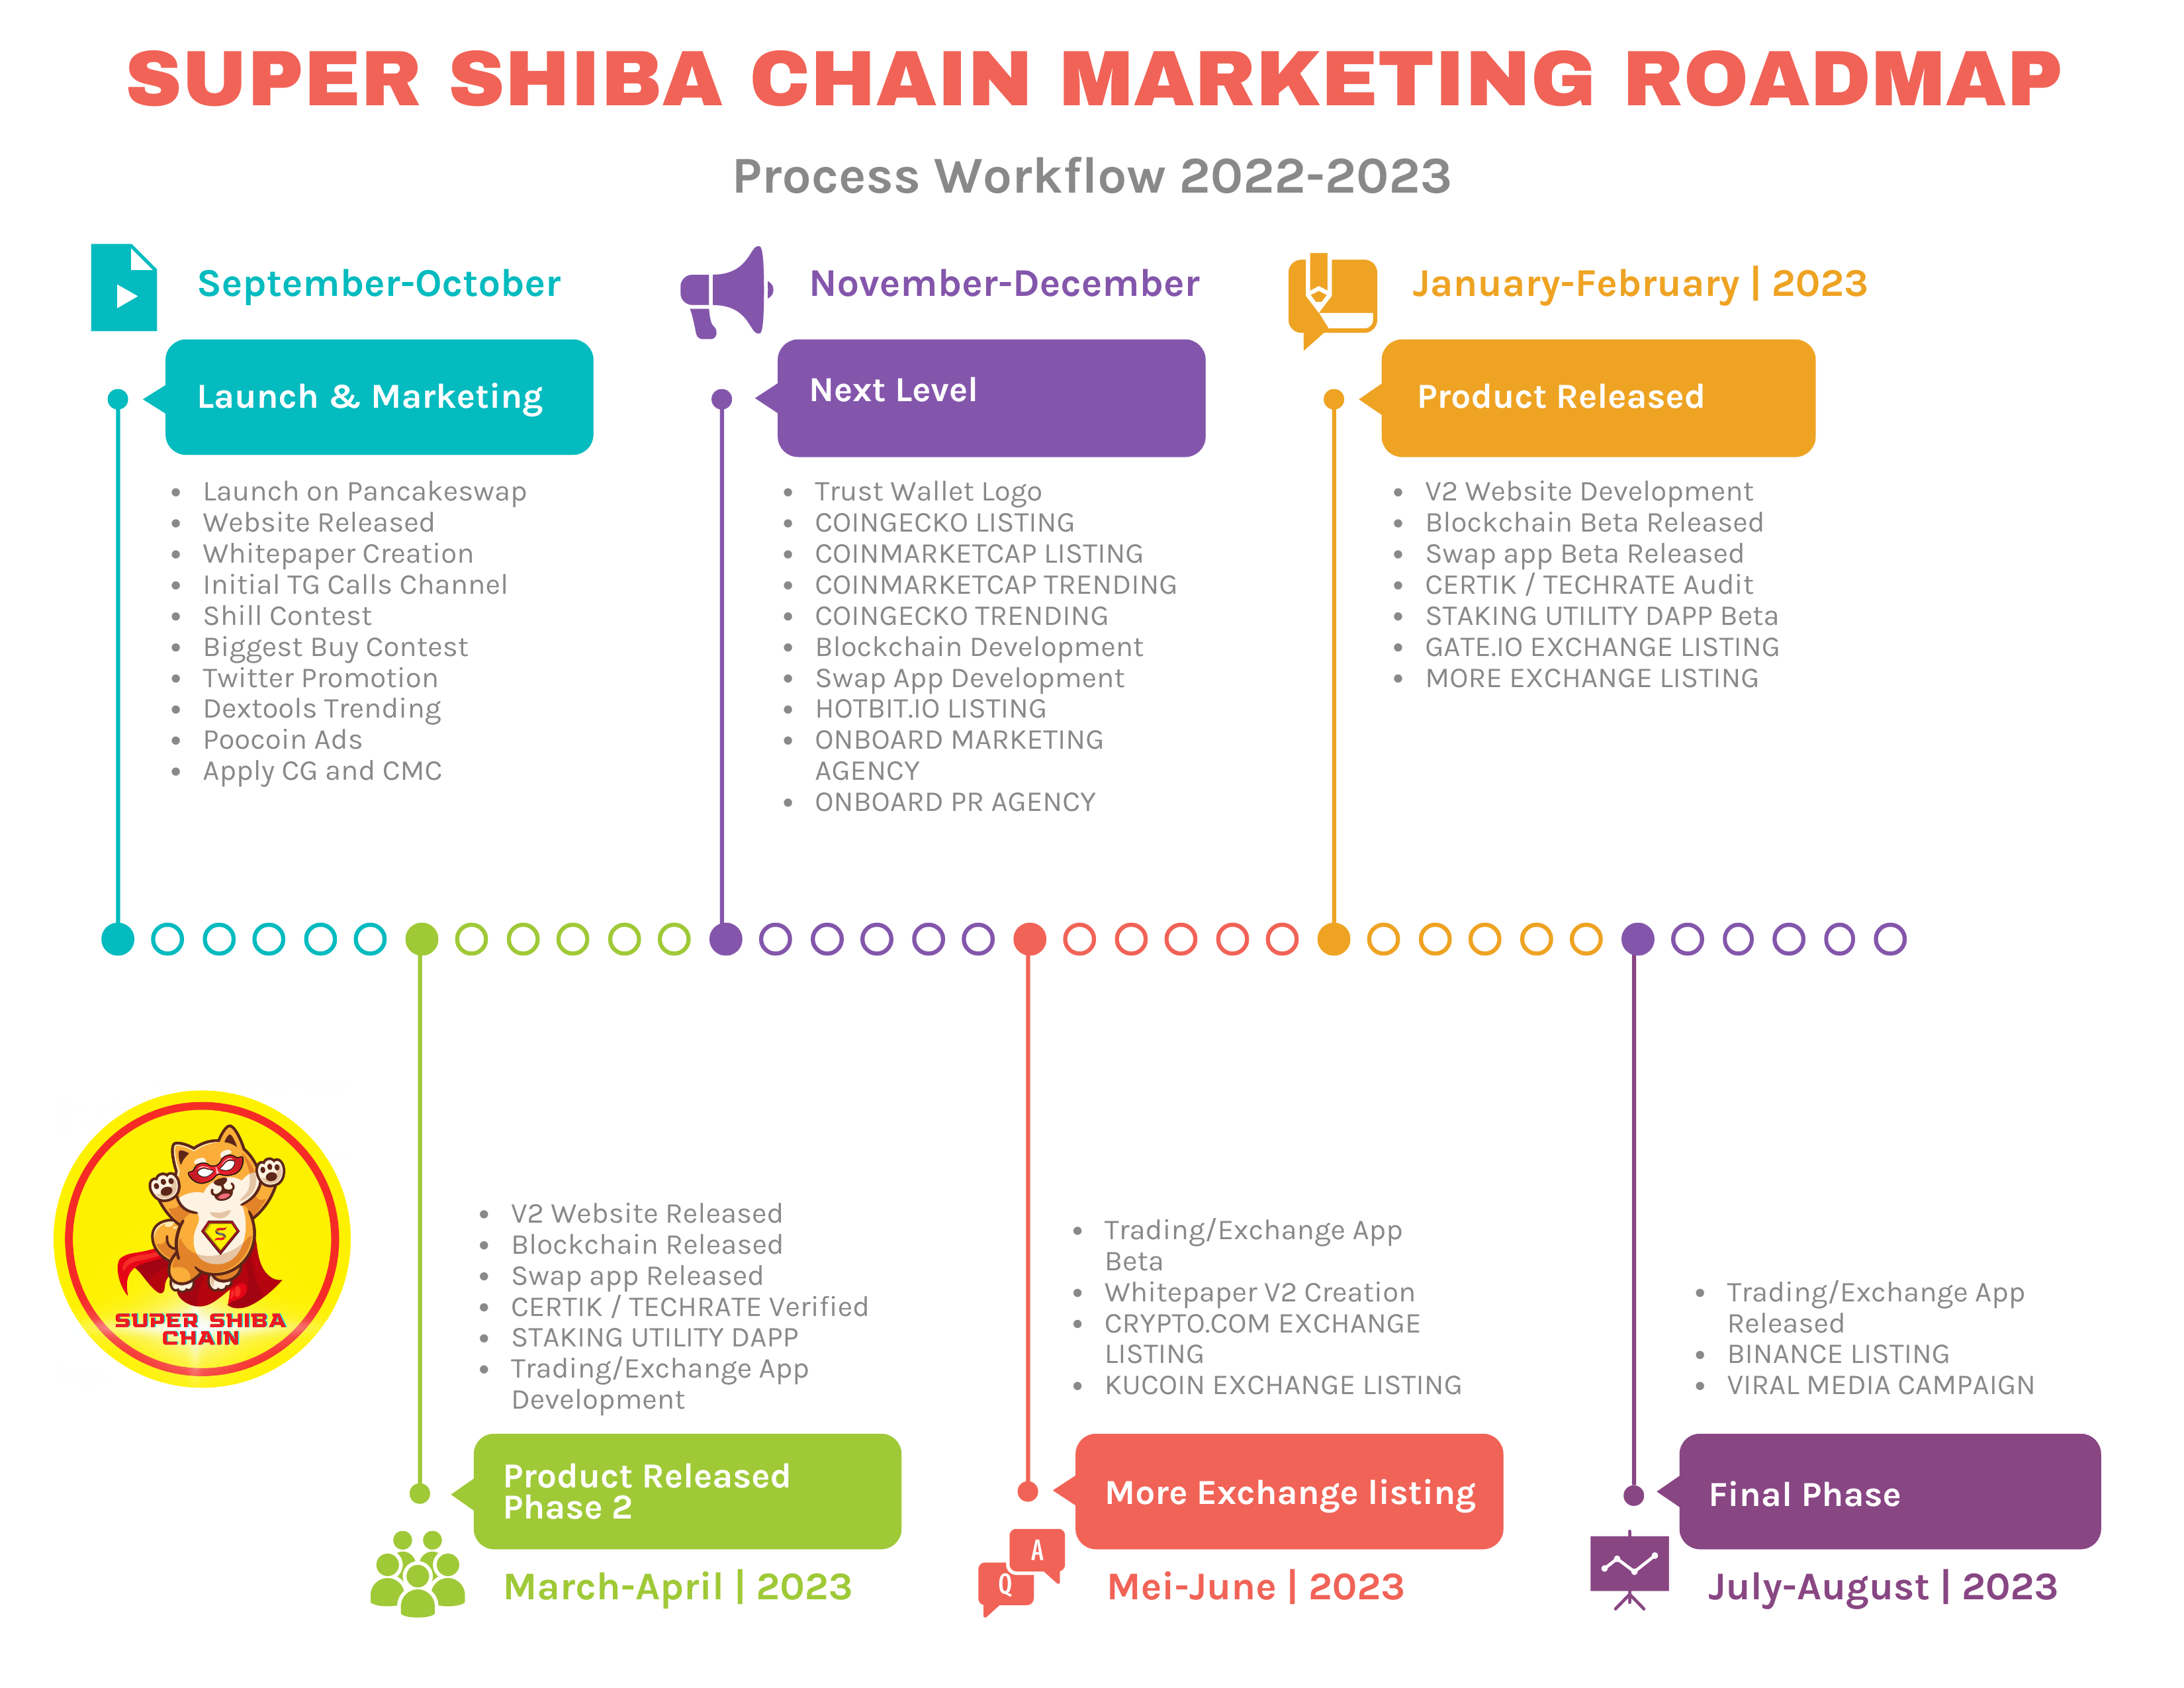 SUPER SHIBA CHAIN MARKETING ROADMAP
Process Workflow 2022-2023
September-October
Launch & Marketing
• Launch on Pancakeswap
• Website Released
• Whitepaper Creation
• Initial TG Calls Channel
• Shill Contest
• Biggest Buy Contest
• Twitter Promotion
• Dextools Trending
• Poocoin Ads
• Apply CG and CMC
November-December
Next Level
• Trust Wallet Logo
• COINGECKO LISTING
• COINMARKETCAP LISTING
• COINMARKETCAP TRENDING
• COINGECKO TRENDING
• Blockchain Development
• Swap App Development
• HOTBIT.IO LISTING
• ONBOARD MARKETING
AGENCY
• ONBOARD PR AGENCY
January-February | 2023
Product Released
• V2 Website Development
• Blockchain Beta Released
• Swap app Beta Released
• CERTIK / TECHRATE Audit
• STAKING UTILITY DAPP Beta
• GATE.IO EXCHANGE LISTING
• MORE EXCHANGE LISTING
S
SUPER SHIBA
CHAIN
• V2 Website Released
• Blockchain Released
• Swap app Released
• CERTIK / TECHRATE Verified
• STAKING UTILITY DAPP
• Trading/Exchange App
Development
Product Released
Phase 2
March-April | 2023
• Trading/Exchange App
Beta
• Whitepaper V2 Creation
• CRYPTO.COM EXCHANGE
LISTING
• KUCOIN EXCHANGE LISTING
More Exchange listing
A
Q
Mei-June | 2023
• Trading/Exchange App
Released
• BINANCE LISTING
• VIRAL MEDIA CAMPAIGN
Final Phase
July-August | 2023